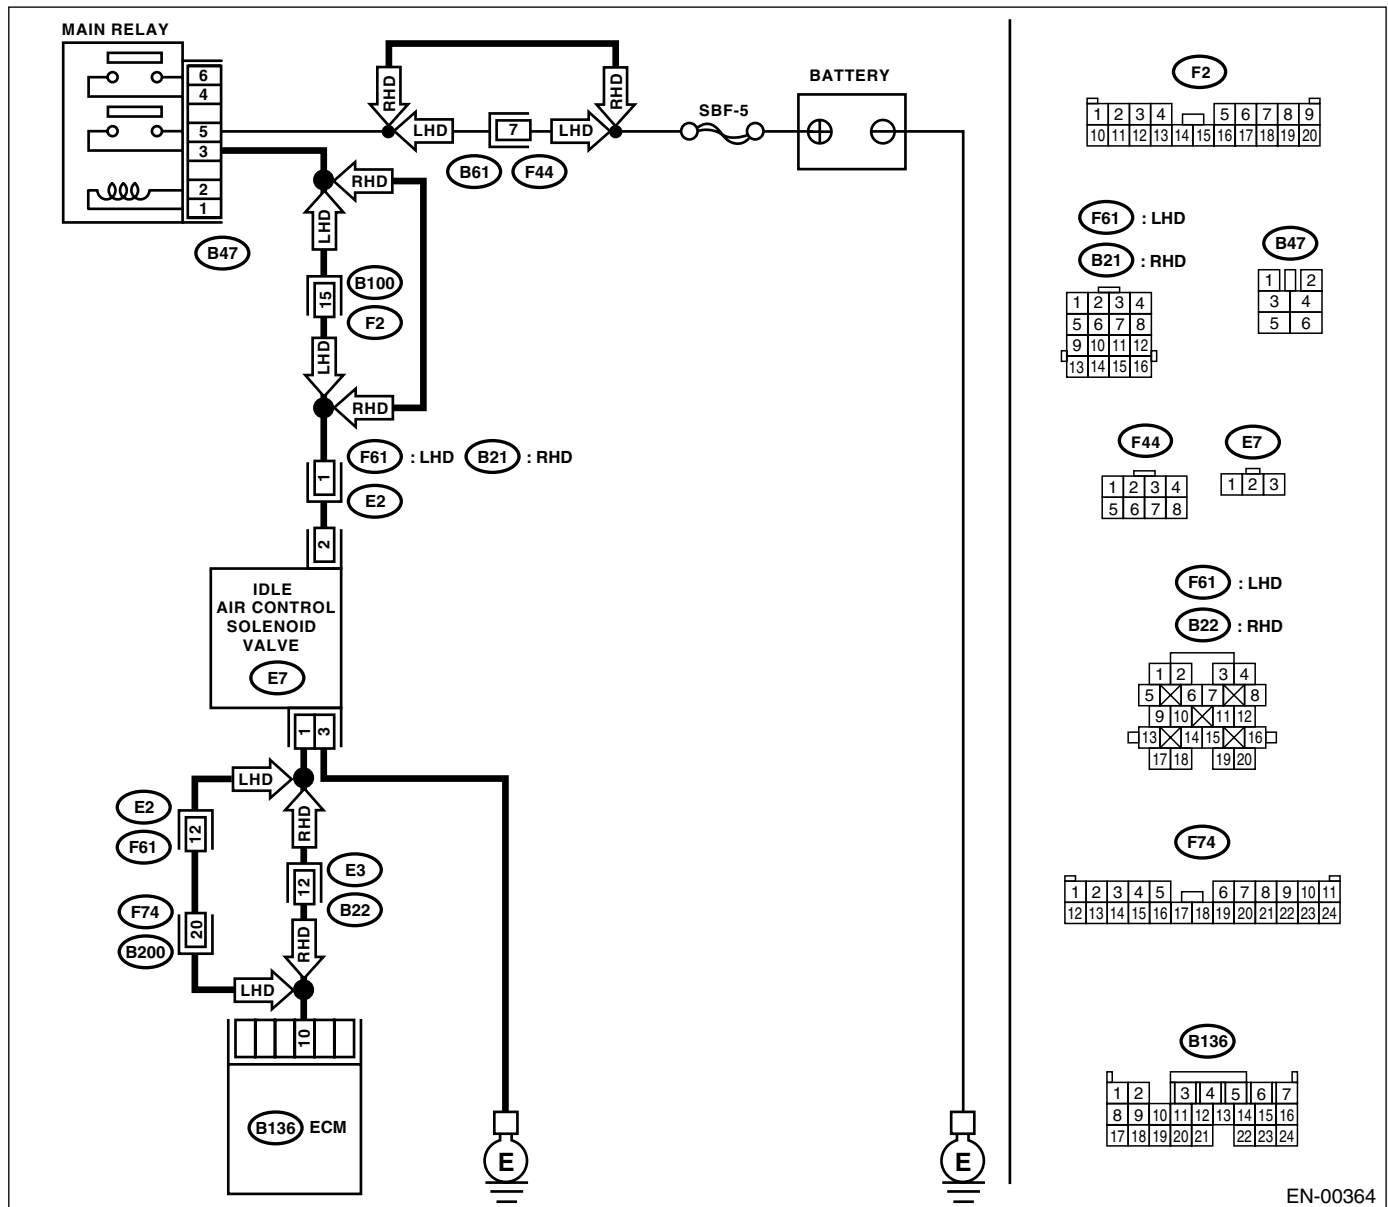 MAIN RELAY
6
4
5
3
2
1
B47
RHD
RHD
LHD
7
LHD
B61
F44
SBF-5
BATTERY
RHD
LHD
15
B100
F2
LHD
RHD
F61 : LHD B21 : RHD
1
E2
2
IDLE
AIR CONTROL
SOLENOID
VALVE
E7
1 3
LHD
RHD
E2
12
F61
12
E3
B22
F74
20
B200
RHD
LHD
10
B136 ECM
E
E
F2
1 2 3 4 5 6 7 8 9
10 11 12 13 14 15 16 17 18 19 20
F61 : LHD
B21 : RHD
1 2 3 4
5 6 7 8
9 10 11 12
13 14 15 16
B47
1 2
3 4
5 6
F44
1 2 3 4
5 6 7 8
E7
1 2 3
F61 : LHD
B22 : RHD
1 2 3 4
5 6 7 8
9 10 11 12
13 14 15 16
17 18 19 20
F74
1 2 3 4 5 6 7 8 9 10 11
12 13 14 15 16 17 18 19 20 21 22 23 24
B136
1 2 3 4 5 6 7
8 9 10 11 12 13 14 15 16
17 18 19 20 21 22 23 24
EN-00364